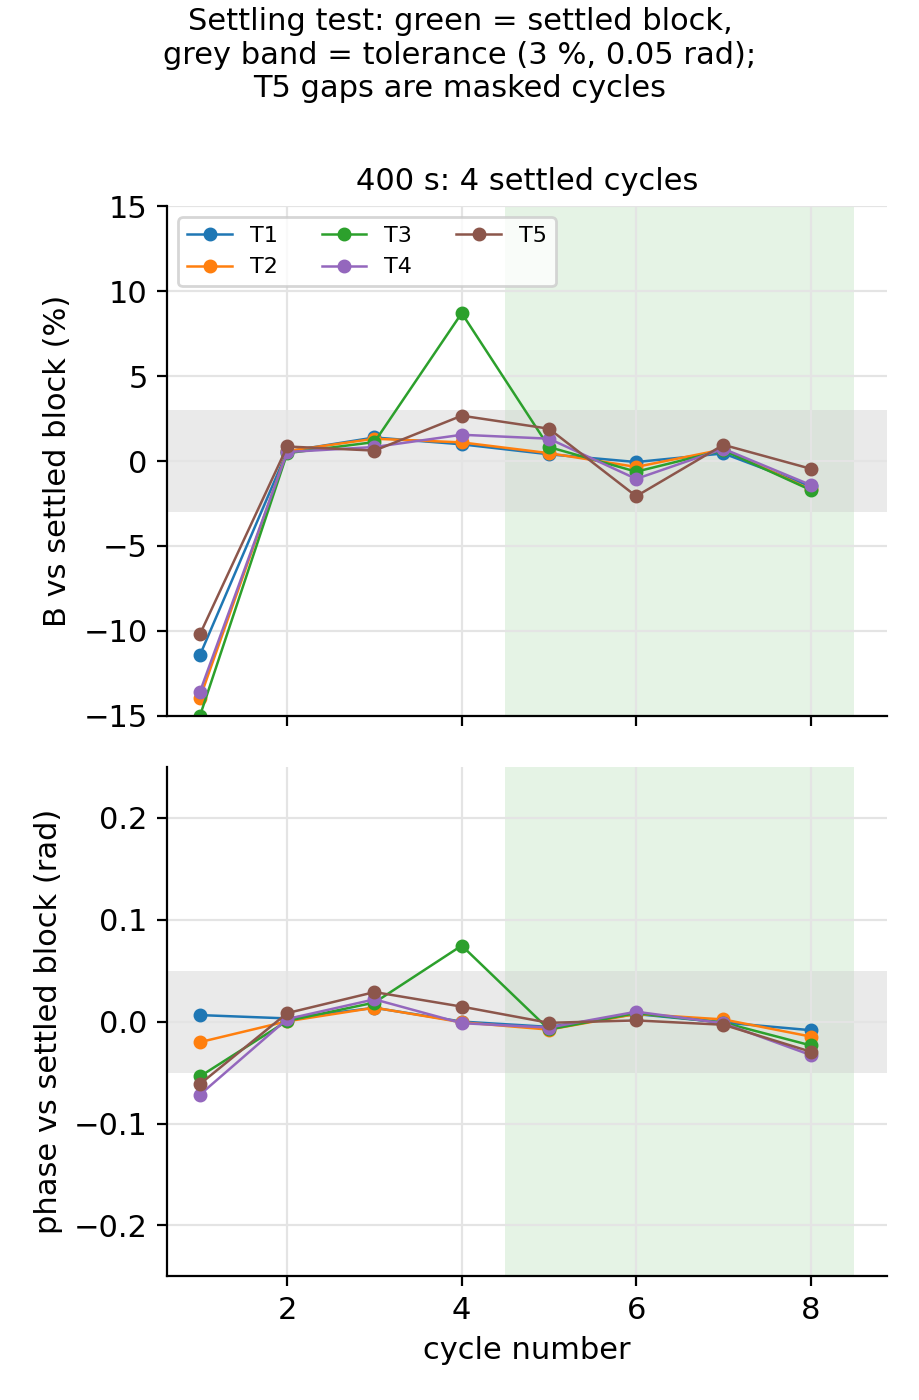 Settling test: green = settled block,
grey band = tolerance (3 %, 0.05 rad);
T5 gaps are masked cycles
400 s: 4 settled cycles
15
10
5
0
−5
−10
−15
B vs settled block (%)
T1
T2
T3
T4
T5
0.2
0.1
0.0
−0.1
−0.2
phase vs settled block (rad)
2
4
6
8
cycle number